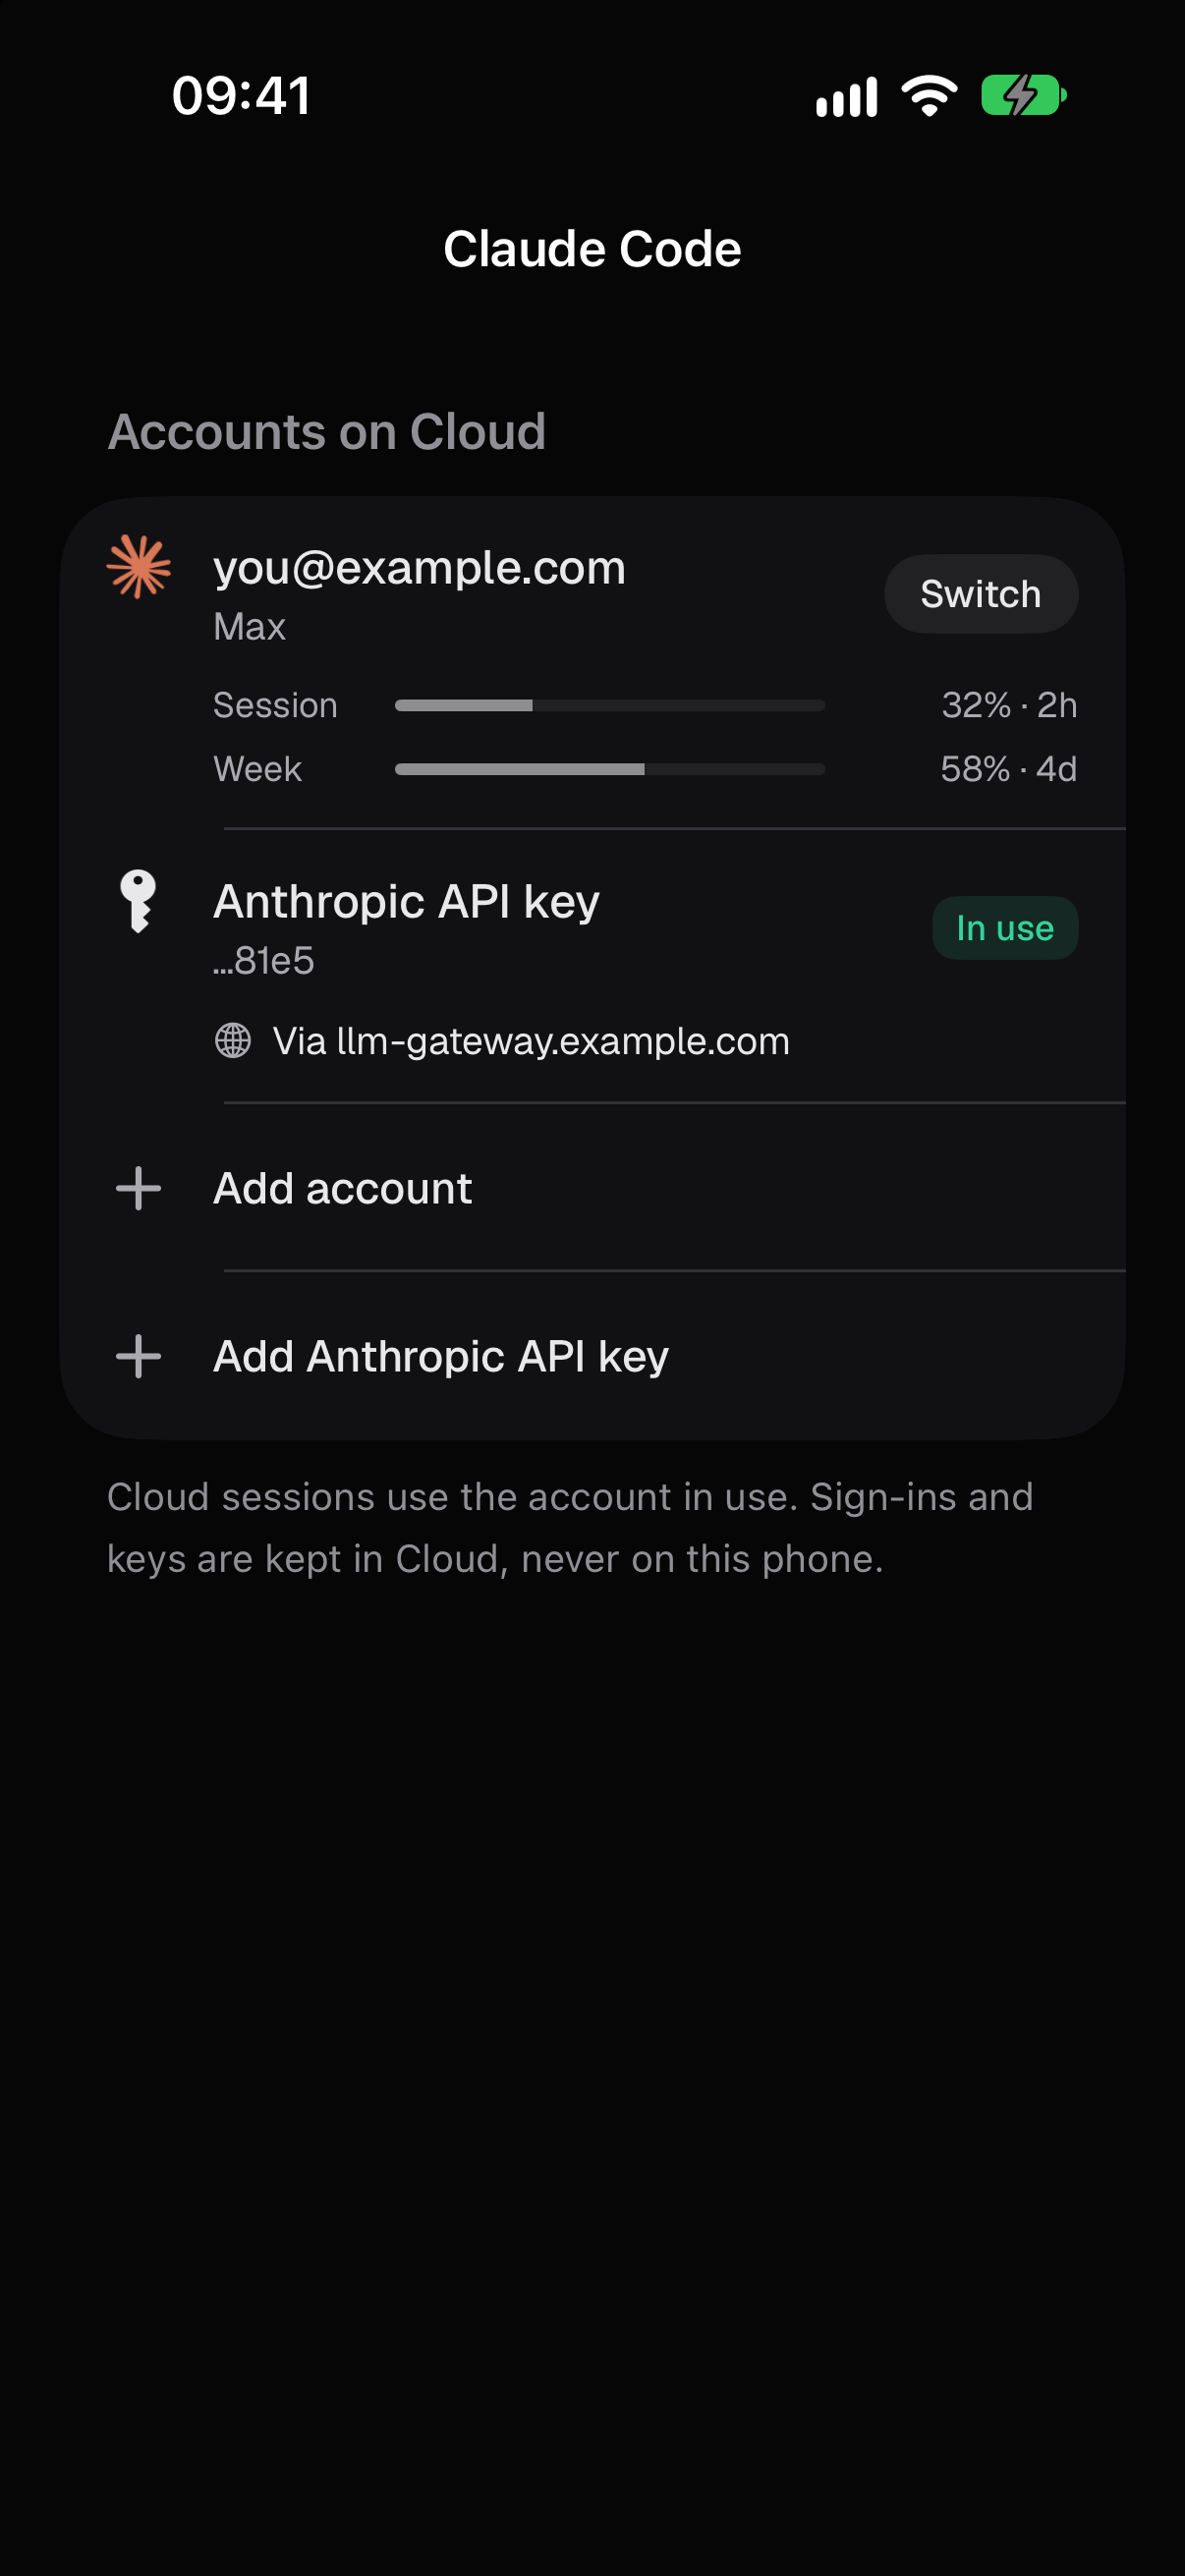 09:41
Claude Code
Accounts on Cloud
you@example.com
Switch
Max
Session 32% · 2h
Week 58% · 4d
Anthropic API key
In use
...81e5
Via llm-gateway.example.com
Add account
Add Anthropic API key
Cloud sessions use the account in use. Sign-ins and
keys are kept in Cloud, never on this phone.